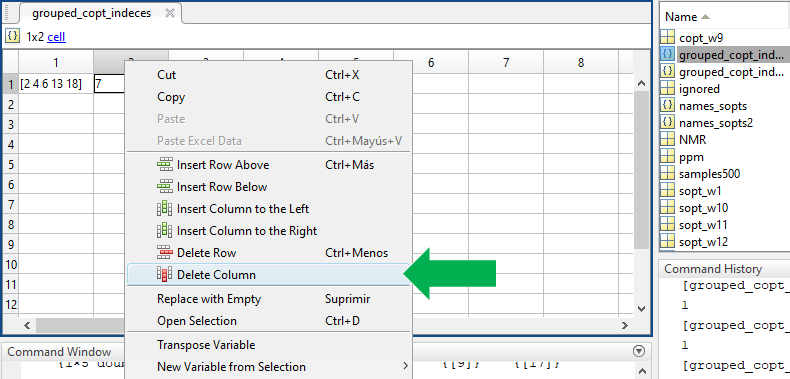 grouped_copt_indeces
1x2 cell
1 2 3 4 5 6 7 8
1 [2 4 6 13 18] 7
2
3
4
5
6
7
8
9
10
11
12
Cut Ctrl+X
Copy Ctrl+C
Paste Ctrl+V
Paste Excel Data Ctrl+Mayús+V
Insert Row Above Ctrl+Más
Insert Row Below
Insert Column to the Left
Insert Column to the Right
Delete Row Ctrl+Menos
Delete Column
Replace with Empty Suprimir
Open Selection Ctrl+D
Transpose Variable
New Variable from Selection
Name
copt_w9
grouped_copt_ind...
grouped_copt_ind...
ignored
names_sopts
names_sopts2
NMR
ppm
samples500
sopt_w1
sopt_w10
sopt_w11
sopt_w12
Command History
[grouped_copt_
1
[grouped_copt_
1
[grouped_copt_
Command Window
{[9]} {[17]}